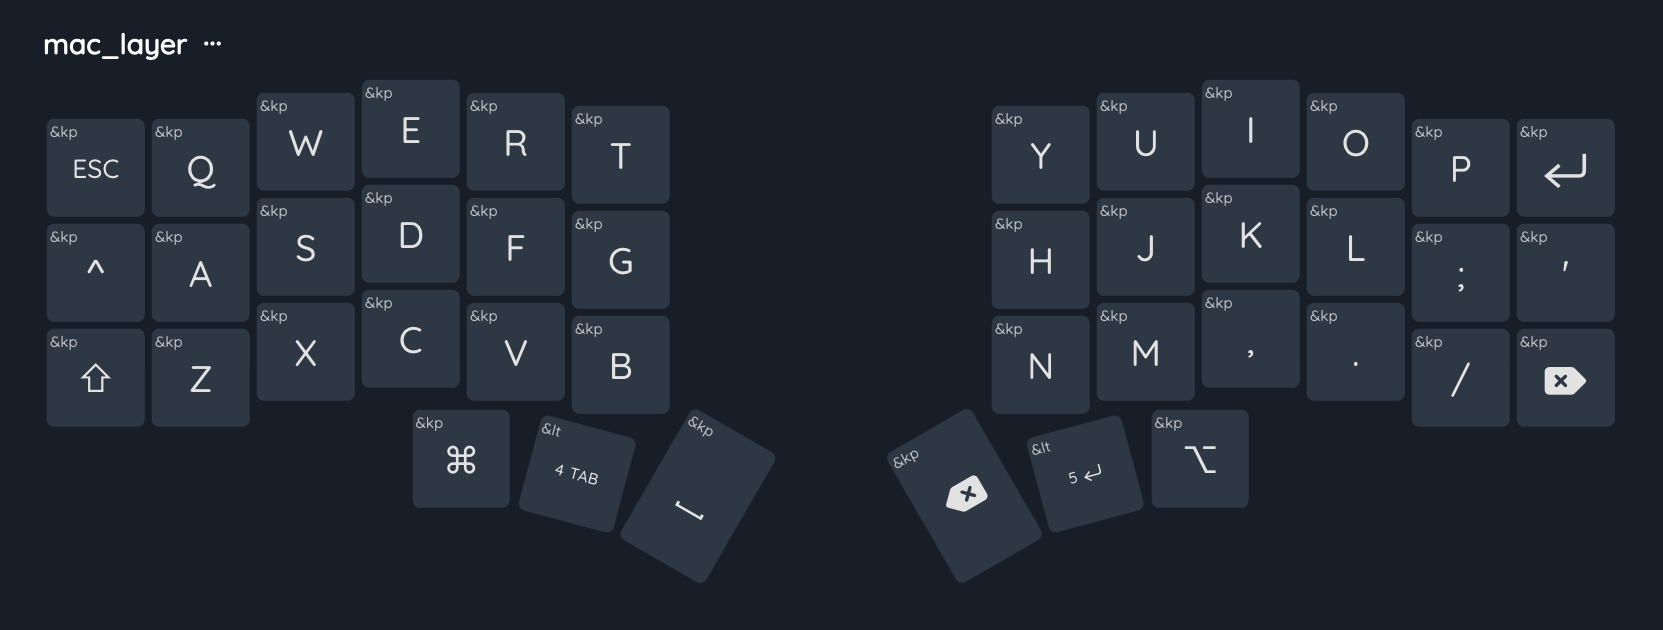 mac_layer ...
&kp &kp &kp &kp &kp &kp &kp &kp &kp &kp &kp &kp
ESC Q W E R T Y U I O P ↵
&kp &kp &kp &kp &kp &kp &kp &kp &kp &kp &kp &kp
^ A S D F G H J K L ; '
&kp &kp &kp &kp &kp &kp &kp &kp &kp &kp &kp &kp
⇧ Z X C V B N M , . / ⌦
&kp &lt &kp &kp &lt &kp
⌘ 4 TAB ⎵ ⌫ 5 ↵ ⌥